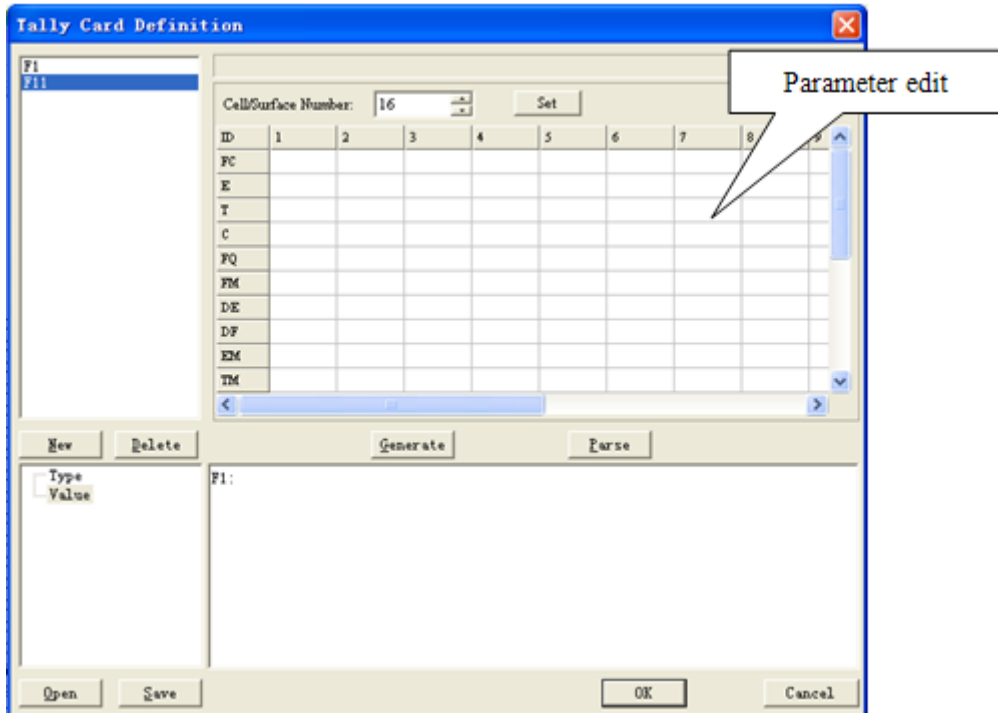 Tally Card Definition
F1
F11
Parameter edit
Cell/Surface Number: 16 Set
ID 1 2 3 4 5 6 7 8 9
FC
E
T
C
FQ
FM
DE
DF
EM
TM
New Delete Generate Parse
Type
Value
F1:
Open Save OK Cancel